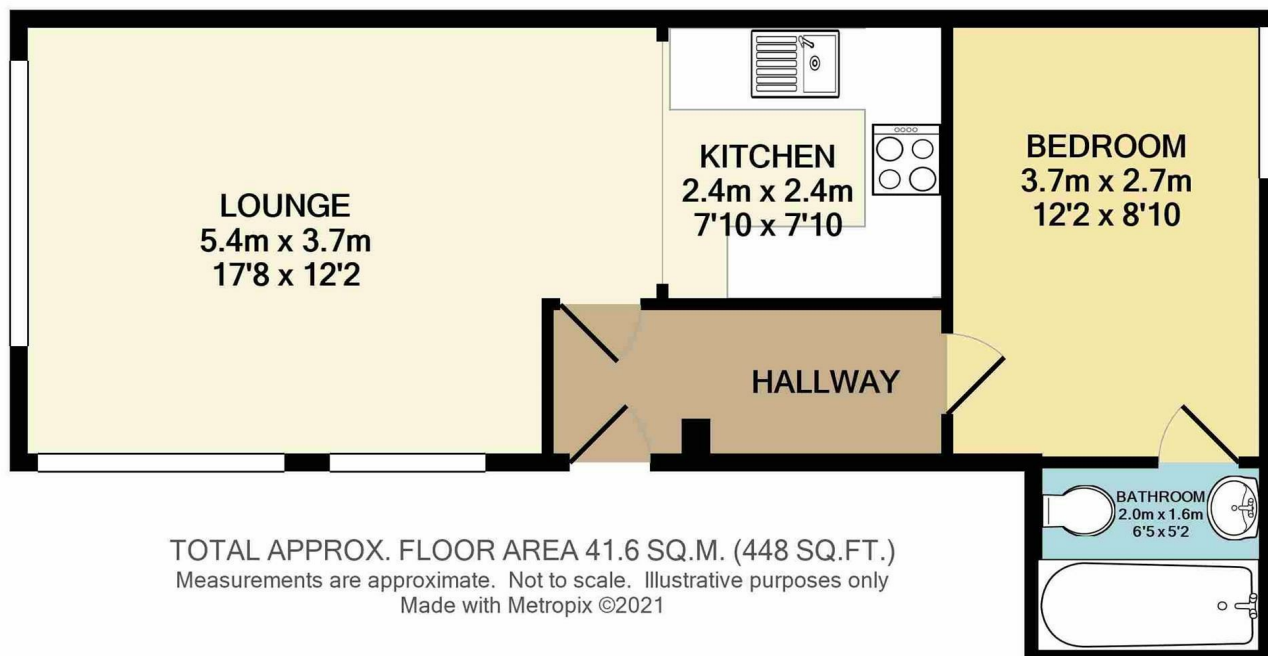 LOUNGE
5.4m x 3.7m
17'8 x 12'2
KITCHEN
2.4m x 2.4m
7'10 x 7'10
BEDROOM
3.7m x 2.7m
12'2 x 8'10
HALLWAY
BATHROOM
2.0m x 1.6m
6'5 x 5'2
TOTAL APPROX. FLOOR AREA 41.6 SQ.M. (448 SQ.FT.)
Measurements are approximate. Not to scale. Illustrative purposes only
Made with Metropix ©2021